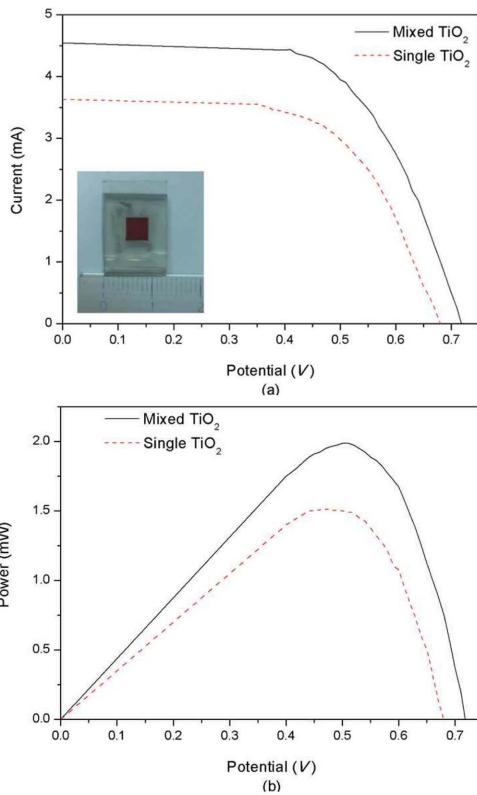 Mixed TiO₂
Single TiO₂
5
4
3
2
1
0
Current (mA)
0.0 0.1 0.2 0.3 0.4 0.5 0.6 0.7
Potential (V)
(a)
Mixed TiO₂
Single TiO₂
2.0
1.5
1.0
0.5
0.0
Power (mW)
0.0 0.1 0.2 0.3 0.4 0.5 0.6 0.7
Potential (V)
(b)